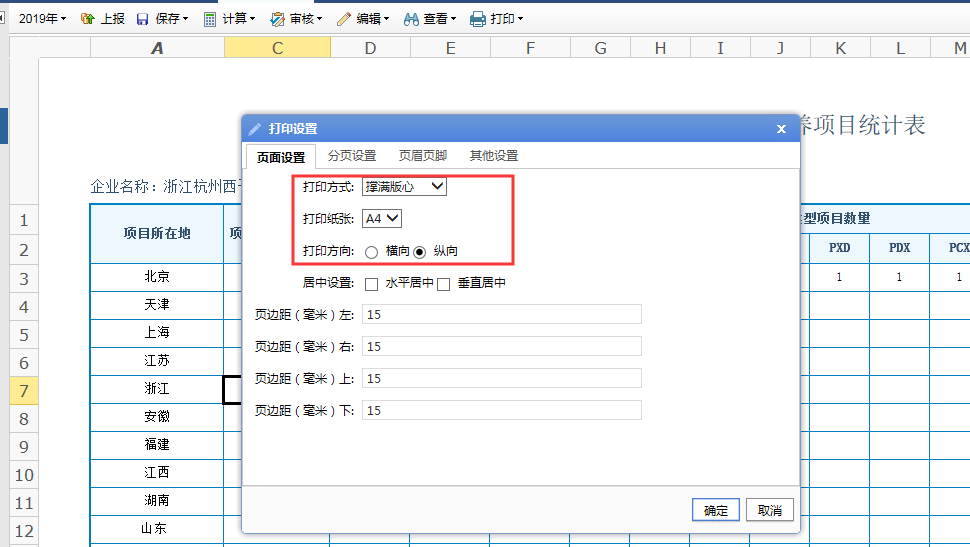 2019年 上报 保存 计算 审核 编辑 查看 打印
A C D E F G H I J K L M
养项目统计表
企业名称：浙江杭州西
打印设置 x
页面设置 分页设置 页眉页脚 其他设置
打印方式: 撑满版心
打印纸张: A4
打印方向: 横向 纵向
居中设置: 水平居中 垂直居中
页边距（毫米）左: 15
页边距（毫米）右: 15
页边距（毫米）上: 15
页边距（毫米）下: 15
确定 取消
项目所在地 项
型项目数量
PXD PDX PCX
1
2
3 北京 1 1 1
4 天津
5 上海
6 江苏
7 浙江
8 安徽
9 福建
10 江西
11 湖南
12 山东